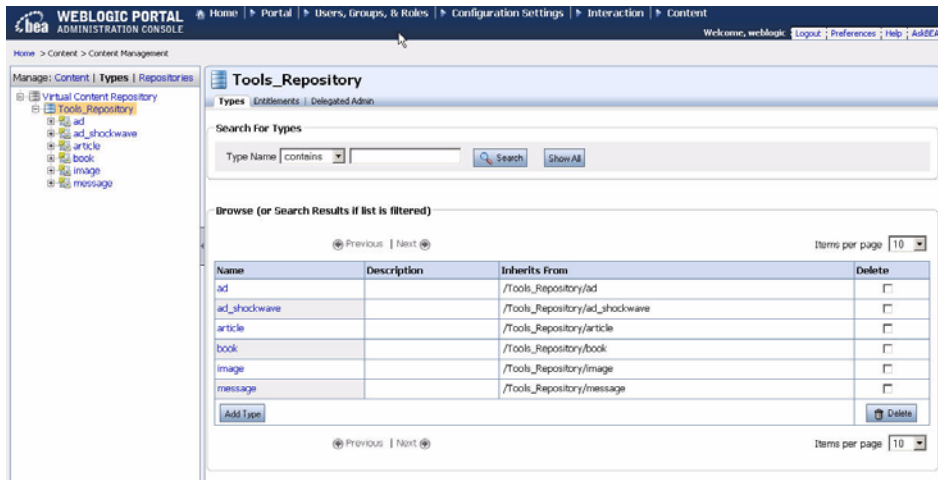 bea WEBLOGIC PORTAL ADMINISTRATION CONSOLE
Home | Portal | Users, Groups, & Roles | Configuration Settings | Interaction | Content
Welcome, weblogic Logout Preferences Help AskBEA
Home > Content > Content Management
Manage: Content | Types | Repositories
Virtual Content Repository
Tools_Repository
ad
ad_shockwave
article
book
image
message
Tools_Repository
Types Entitlements | Delegated Admin
Search For Types
Type Name contains Search Show All
Browse (or Search Results if list is filtered)
Previous | Next Items per page 10
Name Description Inherits From Delete
ad /Tools_Repository/ad
ad_shockwave /Tools_Repository/ad_shockwave
article /Tools_Repository/article
book /Tools_Repository/book
image /Tools_Repository/image
message /Tools_Repository/message
Add Type Delete
Previous | Next Items per page 10